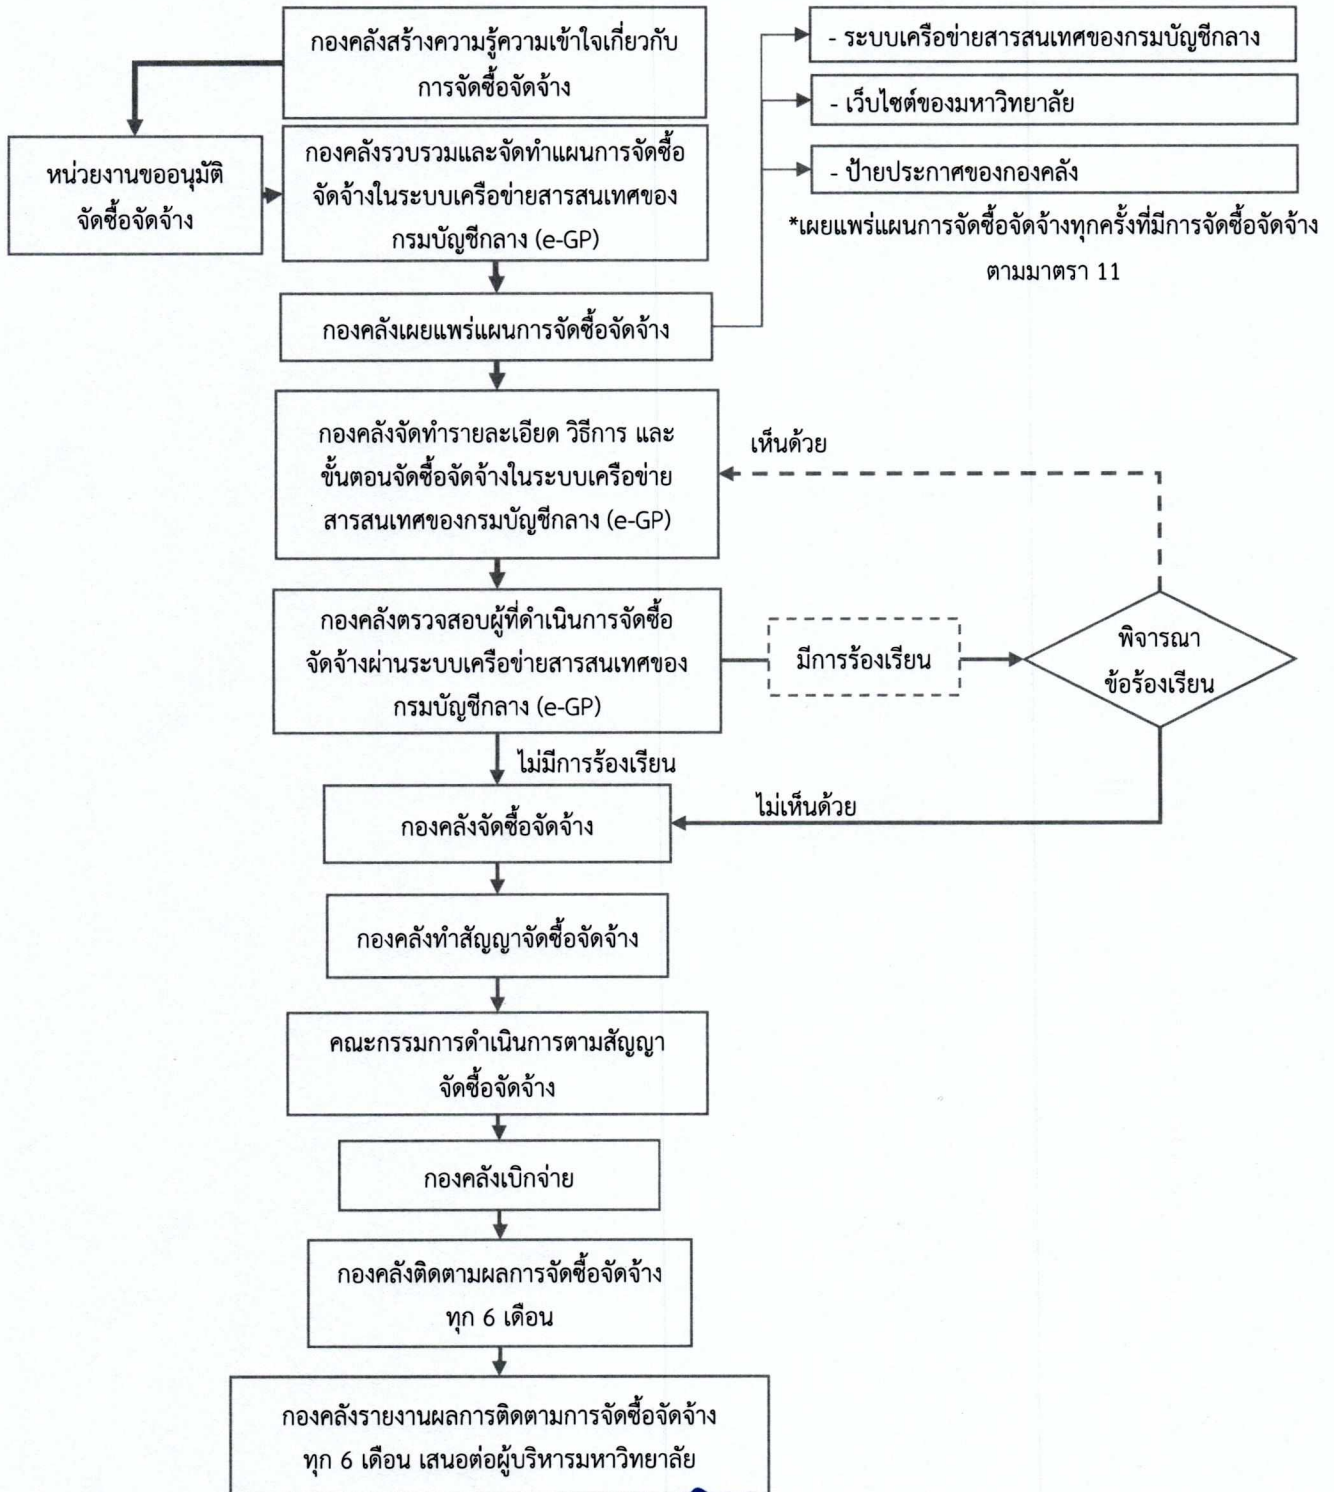 กองคลังสร้างความรู้ความเข้าใจเกี่ยวกับ
การจัดซื้อจัดจ้าง
- ระบบเครือข่ายสารสนเทศของกรมบัญชีกลาง
- เว็บไซต์ของมหาวิทยาลัย
- ป้ายประกาศของกองคลัง
*เผยแพร่แผนการจัดซื้อจัดจ้างทุกครั้งที่มีการจัดซื้อจัดจ้าง
ตามมาตรา 11
หน่วยงานขออนุมัติ
จัดซื้อจัดจ้าง
กองคลังรวบรวมและจัดทำแผนการจัดซื้อ
จัดจ้างในระบบเครือข่ายสารสนเทศของ
กรมบัญชีกลาง (e-GP)
กองคลังเผยแพร่แผนการจัดซื้อจัดจ้าง
กองคลังจัดทำรายละเอียด วิธีการ และ
ขั้นตอนจัดซื้อจัดจ้างในระบบเครือข่าย
สารสนเทศของกรมบัญชีกลาง (e-GP)
เห็นด้วย
กองคลังตรวจสอบผู้ที่ดำเนินการจัดซื้อ
จัดจ้างผ่านระบบเครือข่ายสารสนเทศของ
กรมบัญชีกลาง (e-GP)
มีการร้องเรียน
พิจารณา
ข้อร้องเรียน
ไม่มีการร้องเรียน
ไม่เห็นด้วย
กองคลังจัดซื้อจัดจ้าง
กองคลังทำสัญญาจัดซื้อจัดจ้าง
คณะกรรมการดำเนินการตามสัญญา
จัดซื้อจัดจ้าง
กองคลังเบิกจ่าย
กองคลังติดตามผลการจัดซื้อจัดจ้าง
ทุก 6 เดือน
กองคลังรายงานผลการติดตามการจัดซื้อจัดจ้าง
ทุก 6 เดือน เสนอต่อผู้บริหารมหาวิทยาลัย